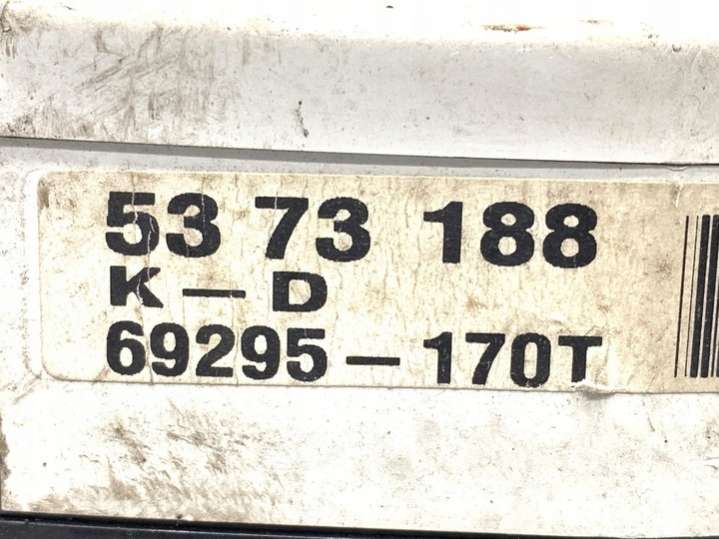 53 73 188
K — D
69295 – 170T